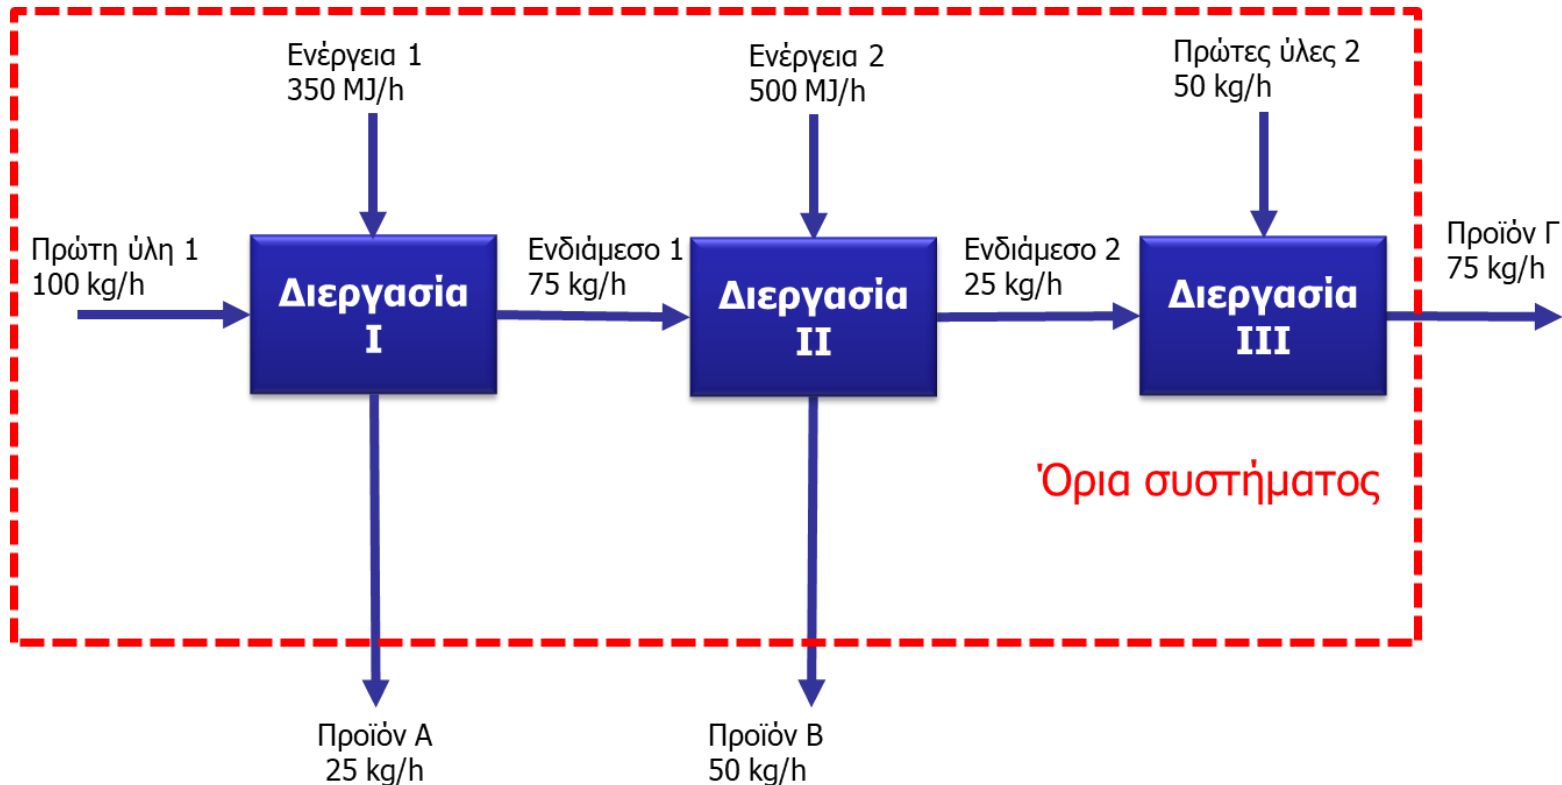 Ενέργεια 1
350 MJ/h
Ενέργεια 2
500 MJ/h
Πρώτες ύλες 2
50 kg/h
Πρώτη ύλη 1
100 kg/h
Διεργασία
I
Ενδιάμεσο 1
75 kg/h
Διεργασία
II
Ενδιάμεσο 2
25 kg/h
Διεργασία
III
Προϊόν Γ
75 kg/h
Όρια συστήματος
Προϊόν Α
25 kg/h
Προϊόν Β
50 kg/h